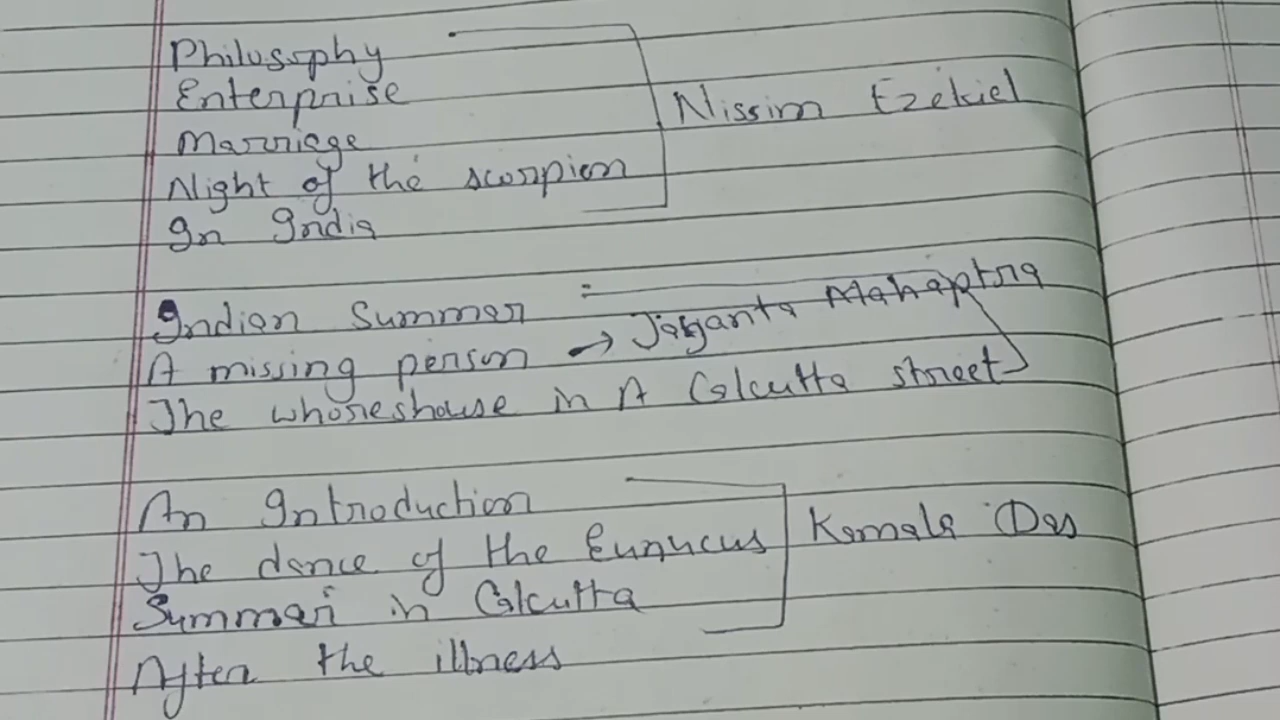 Philosophy
Enterprise
Marriage
Nissim Ezekiel
Night of the scorpion
In India
Indian Summer
A missing person → Jayanta Mahaptra
The whoreshouse in A Calcutta street
An Introduction
The dance of the Eunucus
Kamala Das
Summer in Calcutta
After the illness